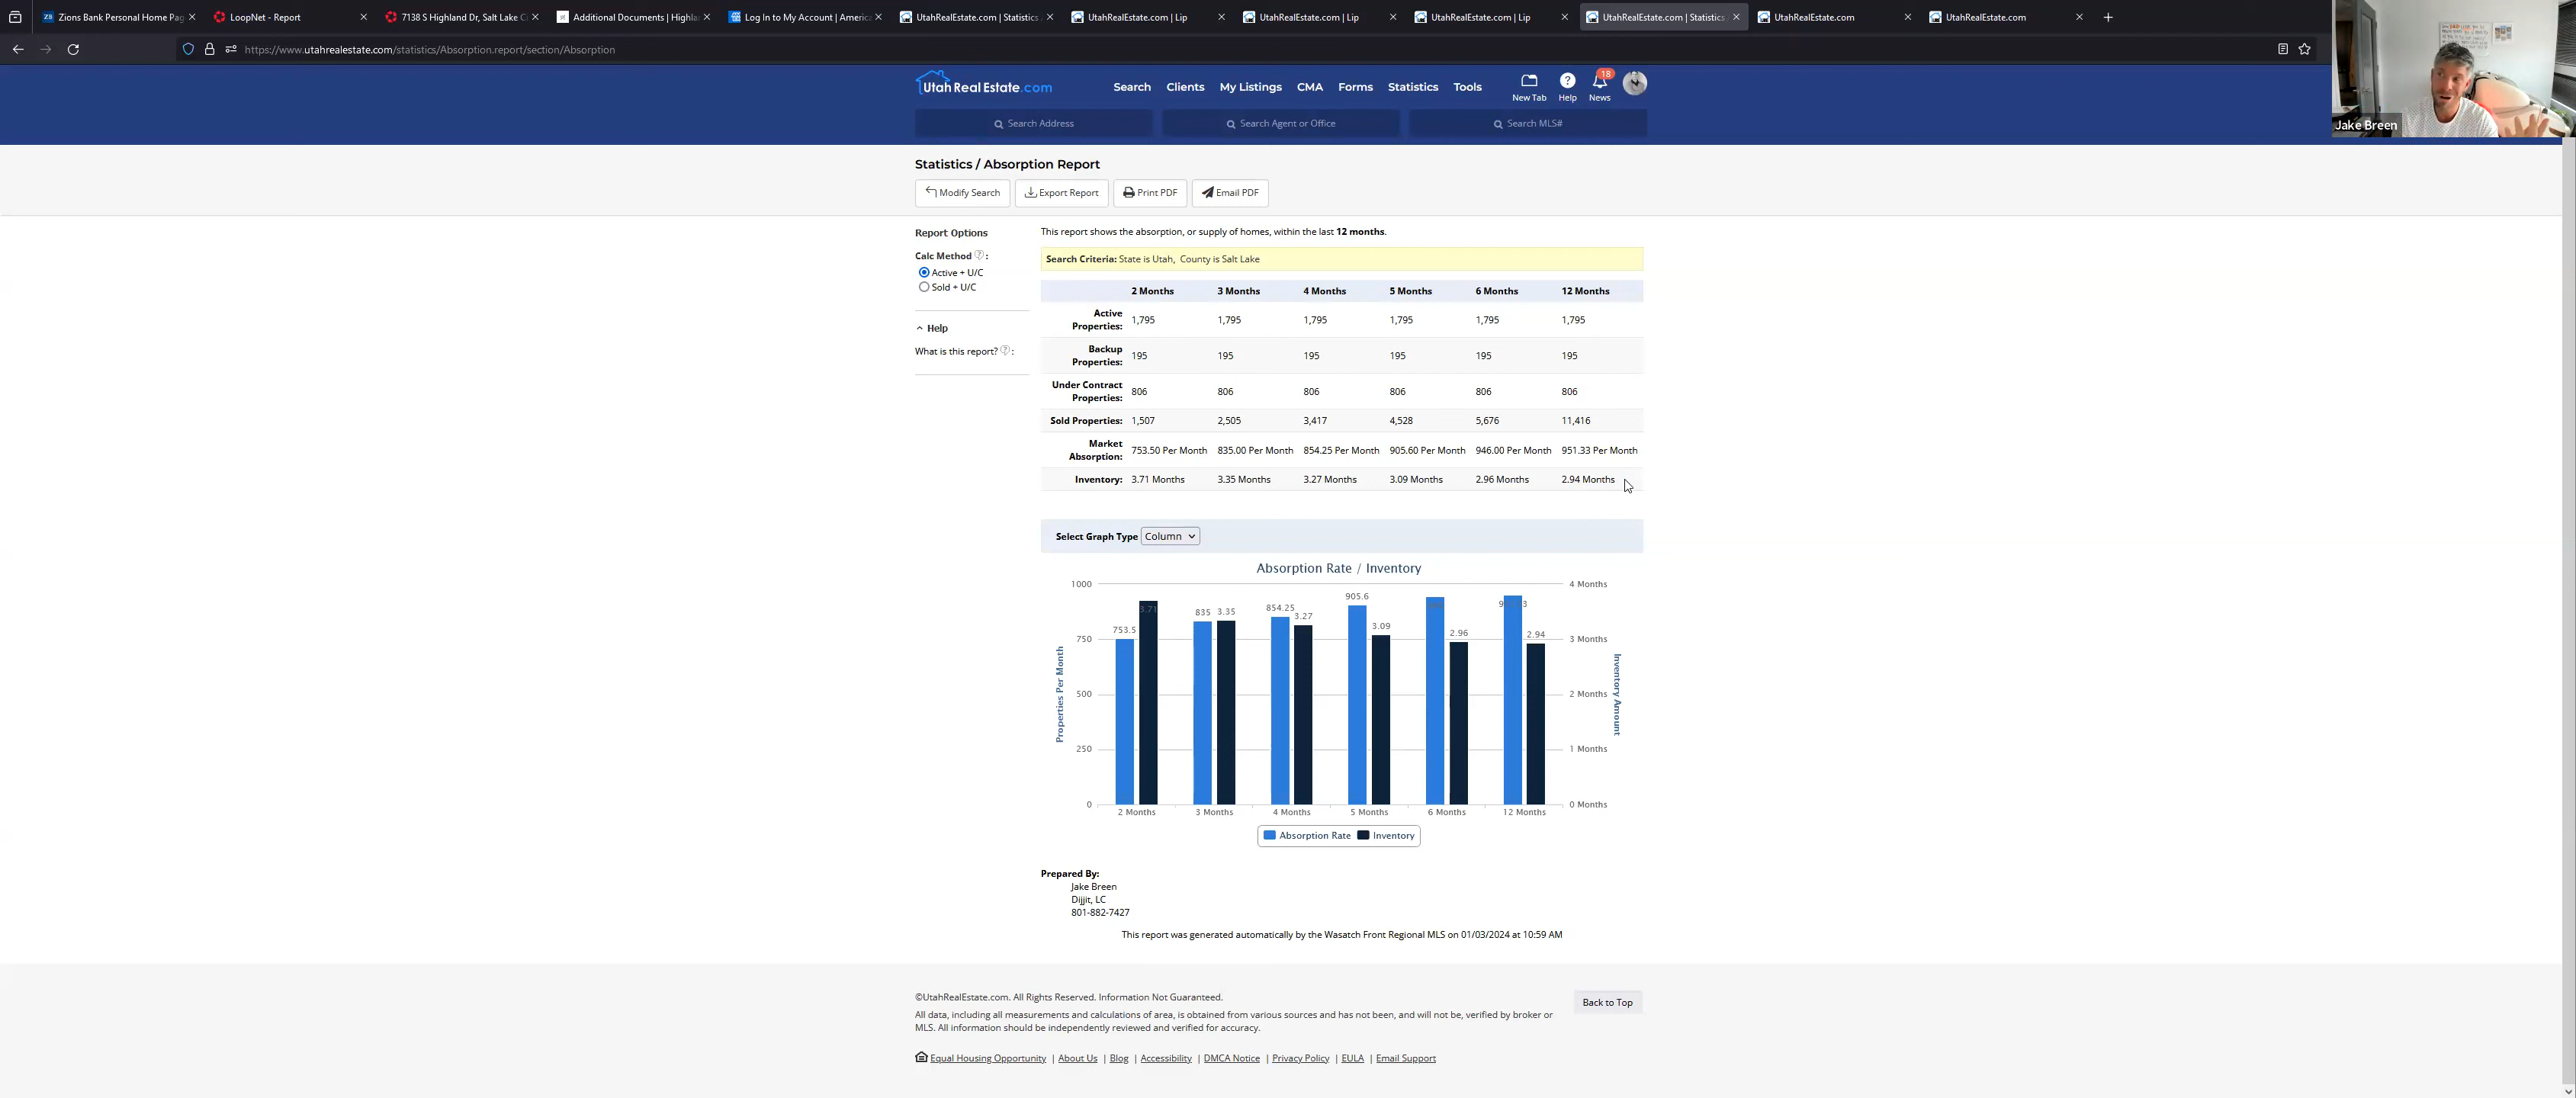 Zions Bank Personal Home Pag
LoopNet - Report
7138 S Highland Dr, Salt Lake Ci
Additional Documents | Highla
Log In to My Account | America
UtahRealEstate.com | Statistics
UtahRealEstate.com | Lip
UtahRealEstate.com | Lip
UtahRealEstate.com | Lip
UtahRealEstate.com | Statistics
UtahRealEstate.com
UtahRealEstate.com
https://www.utahrealestate.com/statistics/Absorption.report/section/Absorption
Utah Real Estate.com
Search Clients My Listings CMA Forms Statistics Tools
18
New Tab Help News
Search Address
Search Agent or Office
Search MLS#
Jake Breen
Statistics / Absorption Report
Modify Search Export Report Print PDF Email PDF
Report Options
Calc Method ? :
Active + U/C
Sold + U/C
Help
What is this report? ? :
This report shows the absorption, or supply of homes, within the last 12 months.
Search Criteria: State is Utah, County is Salt Lake
2 Months 3 Months 4 Months 5 Months 6 Months 12 Months
Active Properties: 1,795 1,795 1,795 1,795 1,795 1,795
Backup Properties: 195 195 195 195 195 195
Under Contract Properties: 806 806 806 806 806 806
Sold Properties: 1,507 2,505 3,417 4,528 5,676 11,416
Market Absorption: 753.50 Per Month 835.00 Per Month 854.25 Per Month 905.60 Per Month 946.00 Per Month 951.33 Per Month
Inventory: 3.71 Months 3.35 Months 3.27 Months 3.09 Months 2.96 Months 2.94 Months
Select Graph Type Column
Absorption Rate / Inventory
1000
750
500
250
0
Properties Per Month
753.5 3.71
835 3.35
854.25 3.27
905.6 3.09
2.96
2.94
4 Months
3 Months
2 Months
1 Months
0 Months
Inventory Amount
2 Months 3 Months 4 Months 5 Months 6 Months 12 Months
Absorption Rate Inventory
Prepared By:
Jake Breen
Dijjit, LC
801-882-7427
This report was generated automatically by the Wasatch Front Regional MLS on 01/03/2024 at 10:59 AM
©UtahRealEstate.com. All Rights Reserved. Information Not Guaranteed.
Back to Top
All data, including all measurements and calculations of area, is obtained from various sources and has not been, and will not be, verified by broker or
MLS. All information should be independently reviewed and verified for accuracy.
Equal Housing Opportunity | About Us | Blog | Accessibility | DMCA Notice | Privacy Policy | EULA | Email Support